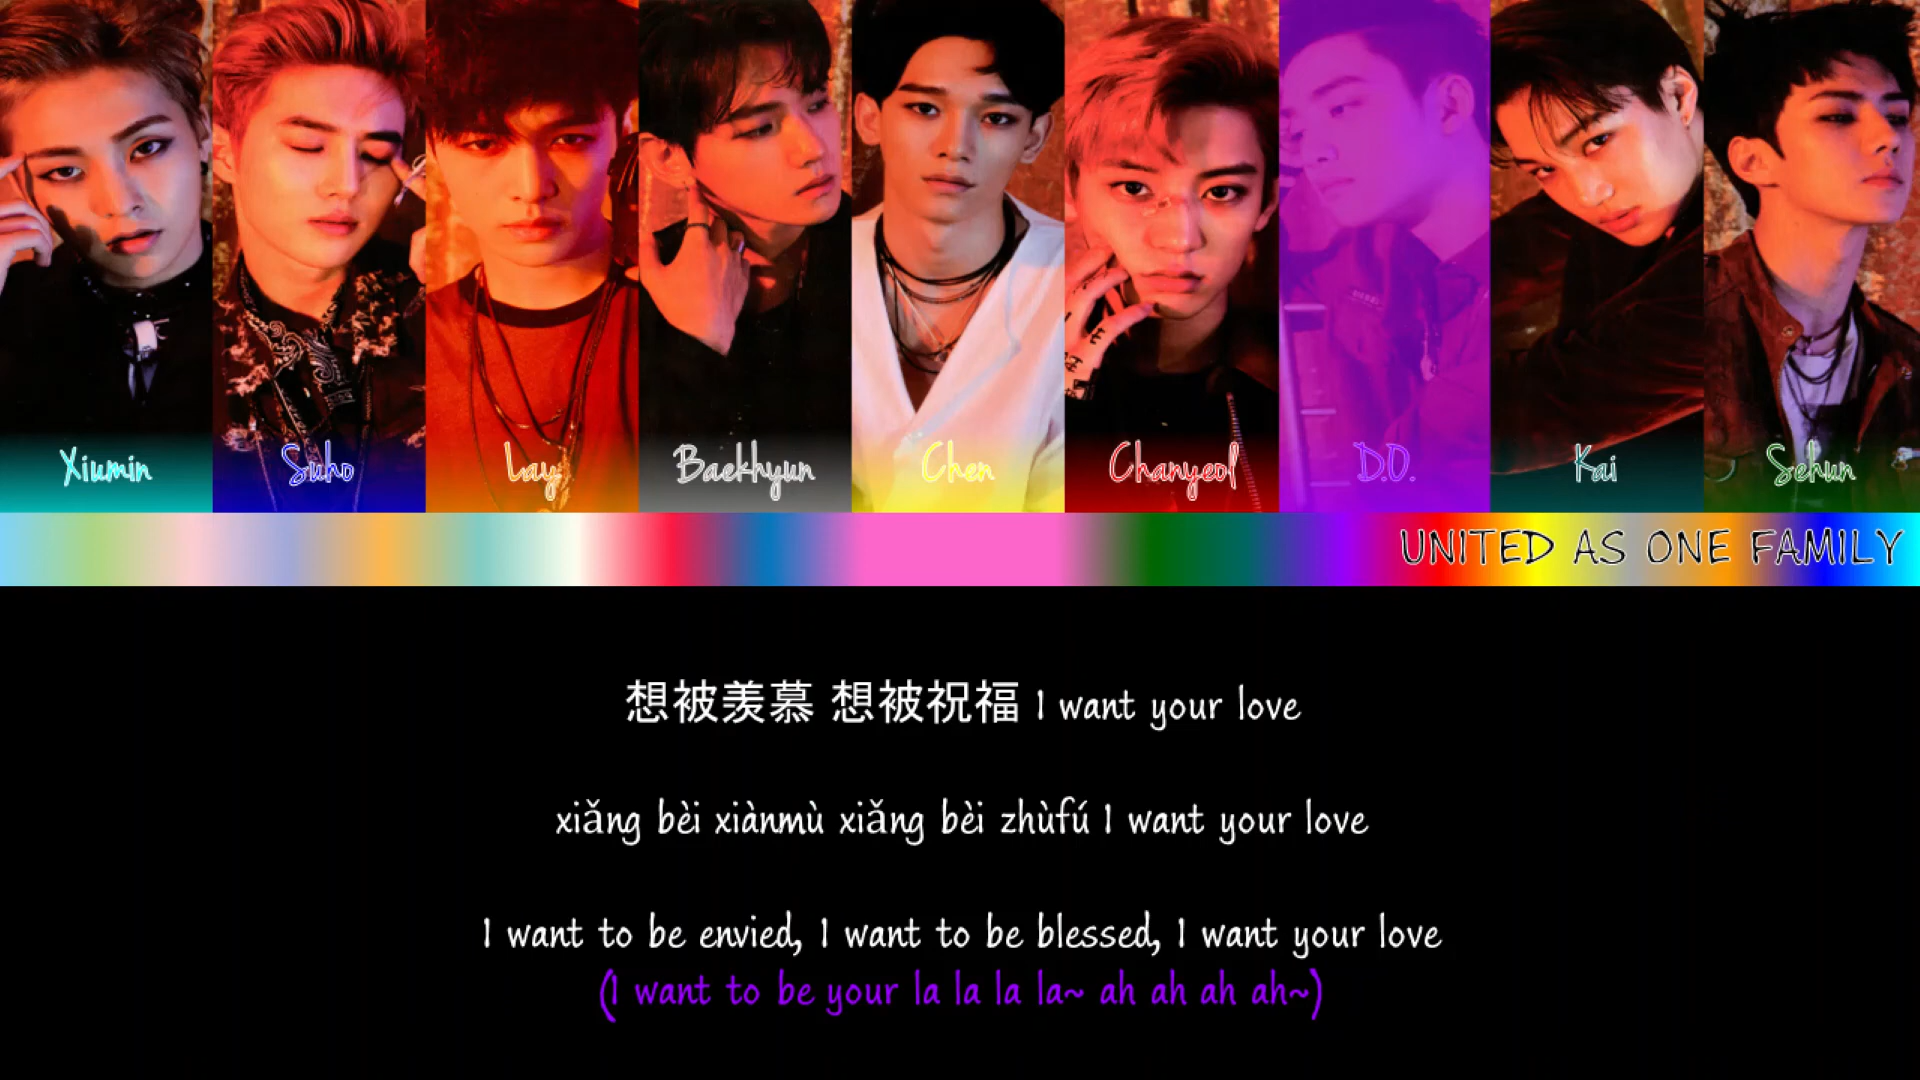 Xiumin Suho Lay Baekhyun Chen Chanyeol D.O. Kai Sehun
UNITED AS ONE FAMILY
想被羡慕 想被祝福 I want your love
xiǎng bèi xiànmù xiǎng bèi zhùfú I want your love
I want to be envied, I want to be blessed, I want your love
(I want to be your la la la la~ ah ah ah ah~)